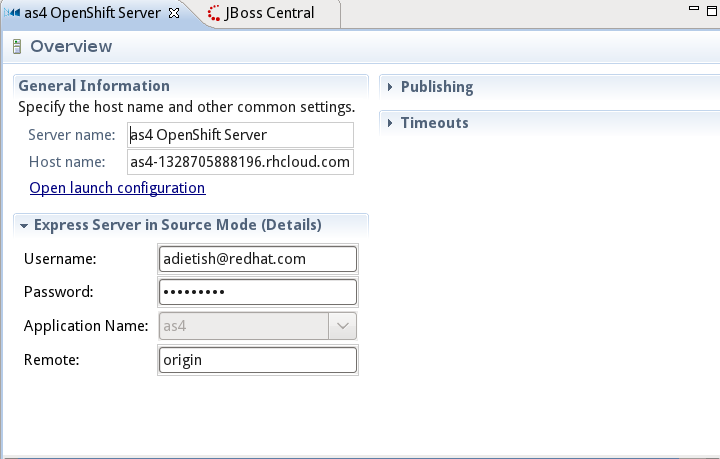 as4 OpenShift Server
JBoss Central
Overview
General Information
Specify the host name and other common settings.
Server name: as4 OpenShift Server
Host name: as4-1328705888196.rhcloud.com
Open launch configuration
Express Server in Source Mode (Details)
Username: adietish@redhat.com
Password: •••••••••
Application Name: as4
Remote: origin
Publishing
Timeouts